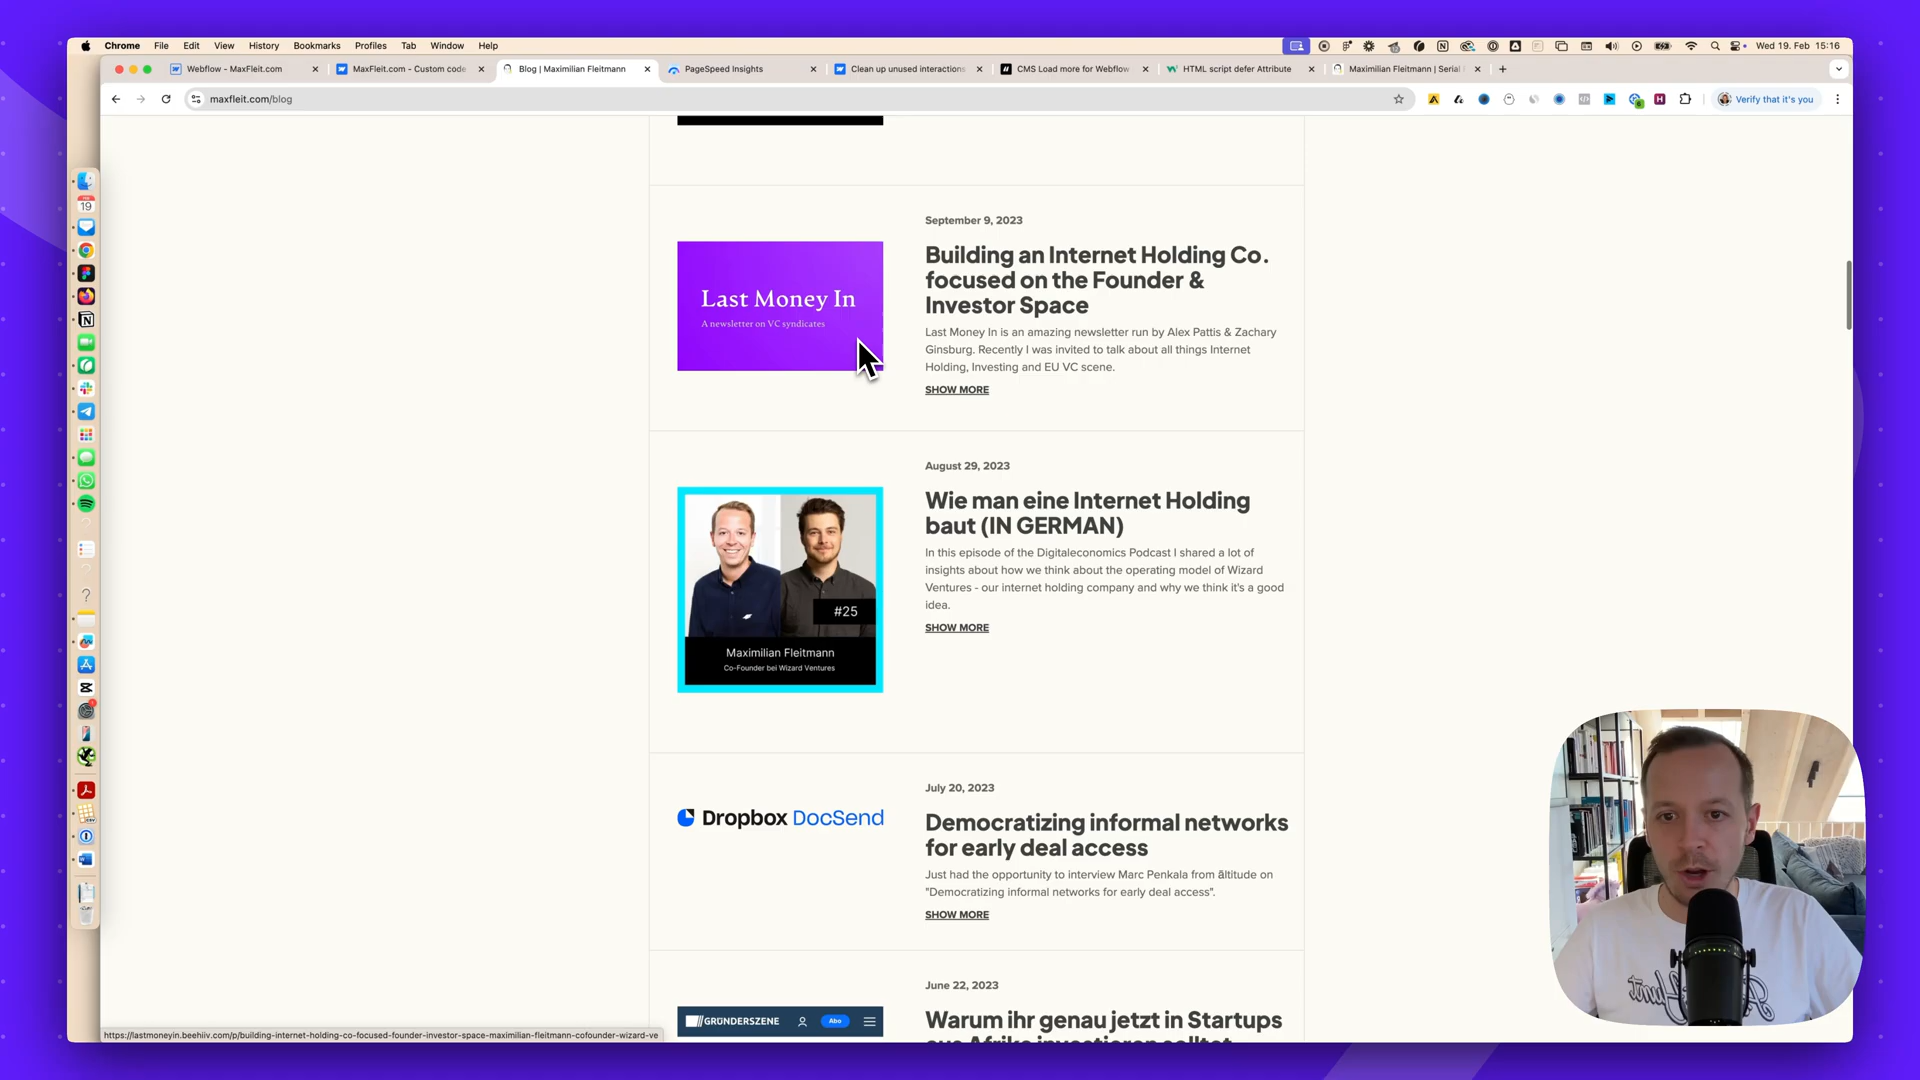 Chrome File Edit View History Bookmarks Profiles Tab Window Help
Wed 19. Feb 15:16
Webflow - MaxFleit.com
MaxFleit.com - Custom code
Blog | Maximilian Fleitmann
PageSpeed Insights
Clean up unused interactions
CMS Load more for Webflow
HTML script defer Attribute
Maximilian Fleitmann | Serial
maxfleit.com/blog
Verify that it's you
19
September 9, 2023
Building an Internet Holding Co.
focused on the Founder &
Investor Space
Last Money In
A newsletter on VC syndicates
Last Money In is an amazing newsletter run by Alex Pattis & Zachary
Ginsburg. Recently I was invited to talk about all things Internet
Holding, Investing and EU VC scene.
SHOW MORE
August 29, 2023
Wie man eine Internet Holding
baut (IN GERMAN)
In this episode of the Digitaleconomics Podcast I shared a lot of
insights about how we think about the operating model of Wizard
Ventures - our internet holding company and why we think it's a good
idea.
SHOW MORE
#25
Maximilian Fleitmann
Co-Founder bei Wizard Ventures
July 20, 2023
Dropbox DocSend
Democratizing informal networks
for early deal access
Just had the opportunity to interview Marc Penkala from āltitude on
"Democratizing informal networks for early deal access".
SHOW MORE
June 22, 2023
GRÜNDERSZENE
Abo
Warum ihr genau jetzt in Startups
aus Afrika investieren solltet
https://lastmoneyin.beehiiv.com/p/building-internet-holding-co-focused-founder-investor-space-maximilian-fleitmann-cofounder-wizard-ve